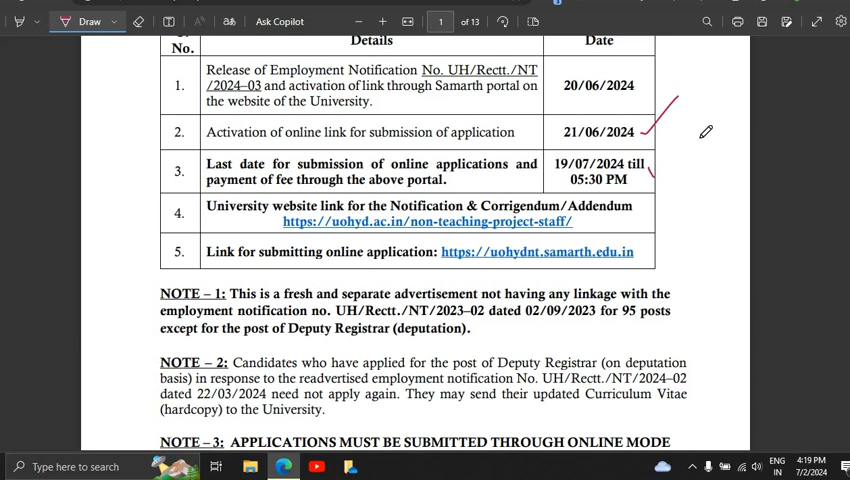 Draw
Ask Copilot
1 of 13
No. Details Date
1. Release of Employment Notification No. UH/Rectt./NT
/2024–03 and activation of link through Samarth portal on
the website of the University. 20/06/2024
2. Activation of online link for submission of application 21/06/2024
3. Last date for submission of online applications and
payment of fee through the above portal. 19/07/2024 till
05:30 PM
4. University website link for the Notification & Corrigendum/Addendum
https://uohyd.ac.in/non-teaching-project-staff/
5. Link for submitting online application: https://uohydnt.samarth.edu.in
NOTE – 1: This is a fresh and separate advertisement not having any linkage with the
employment notification no. UH/Rectt./NT/2023–02 dated 02/09/2023 for 95 posts
except for the post of Deputy Registrar (deputation).
NOTE – 2: Candidates who have applied for the post of Deputy Registrar (on deputation
basis) in response to the readvertised employment notification No. UH/Rectt./NT/2024–02
dated 22/03/2024 need not apply again. They may send their updated Curriculum Vitae
(hardcopy) to the University.
NOTE – 3: APPLICATIONS MUST BE SUBMITTED THROUGH ONLINE MODE
Type here to search
ENG
IN
4:19 PM
7/2/2024